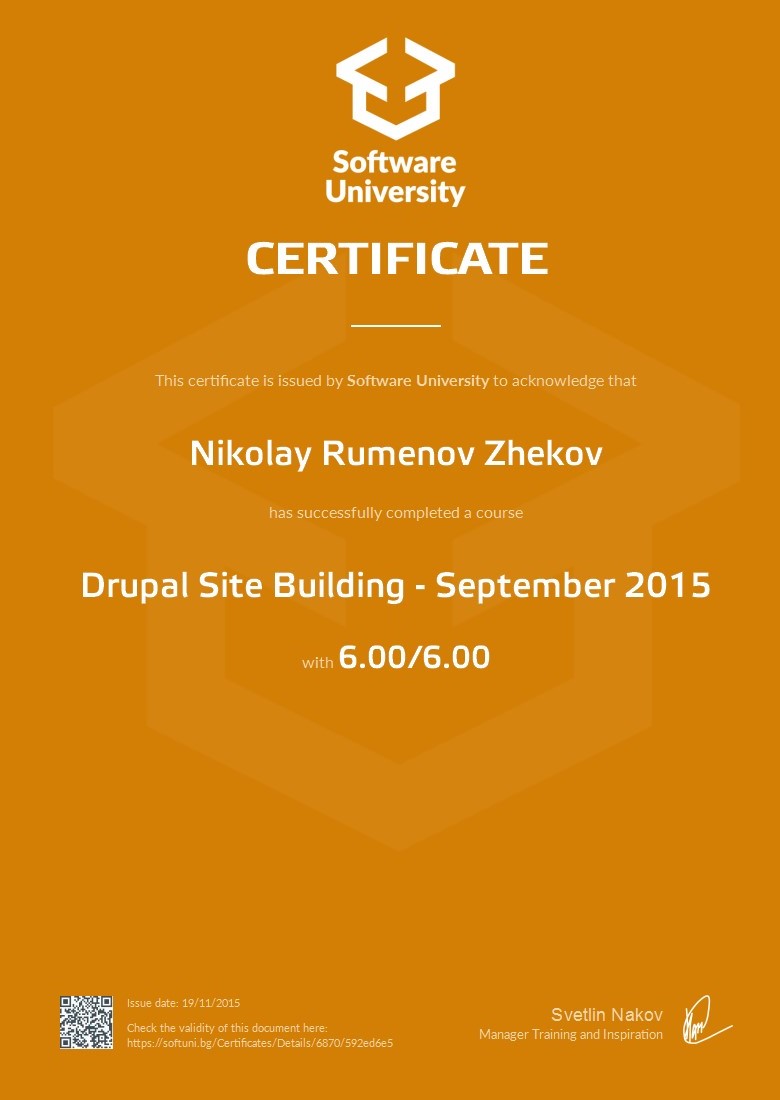 Software
University
CERTIFICATE
This certificate is issued by Software University to acknowledge that
Nikolay Rumenov Zhekov
has successfully completed a course
Drupal Site Building - September 2015
with 6.00/6.00
Issue date: 19/11/2015
Check the validity of this document here:
https://softuni.bg/Certificates/Details/6870/592ed6e5
Svetlin Nakov
Manager Training and Inspiration